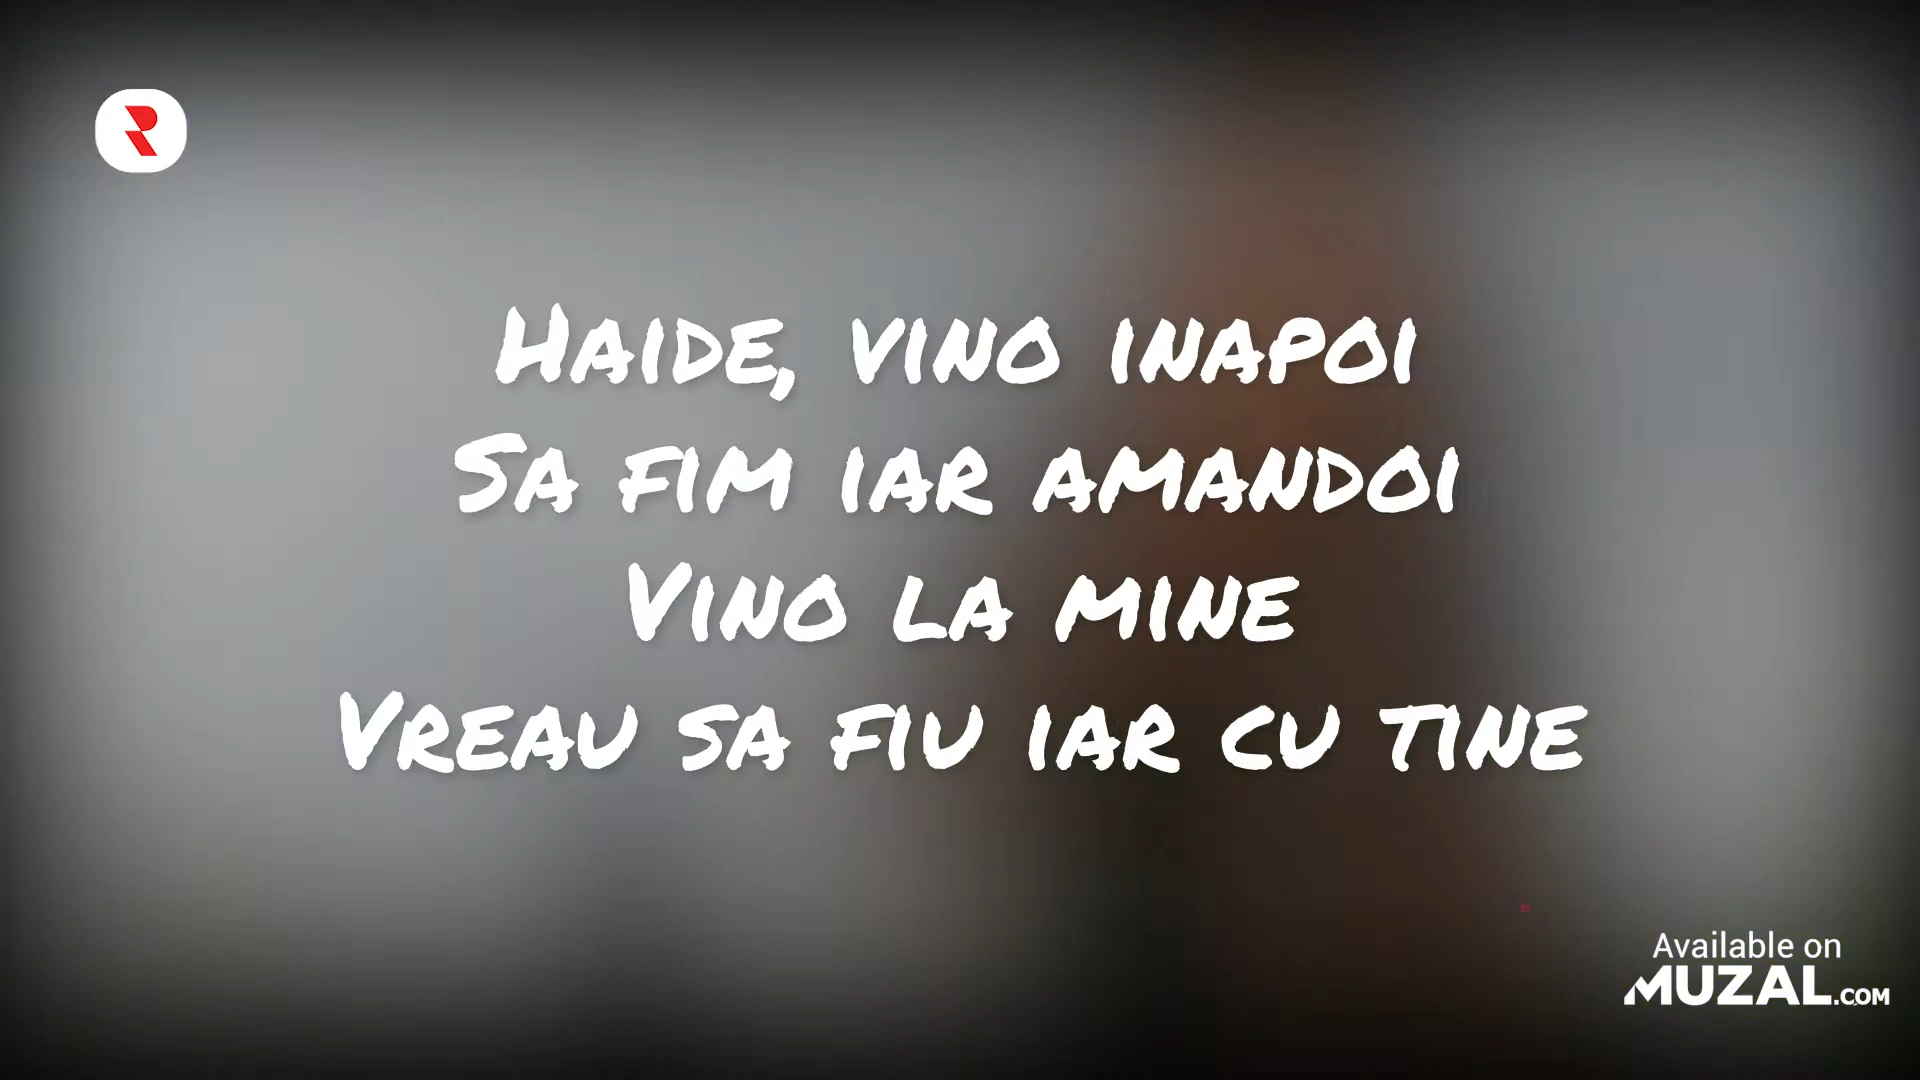 Haide, vino inapoi
Sa fim iar amandoi
Vino la mine
Vreau sa fiu iar cu tine
Available on
MUZAL.COM